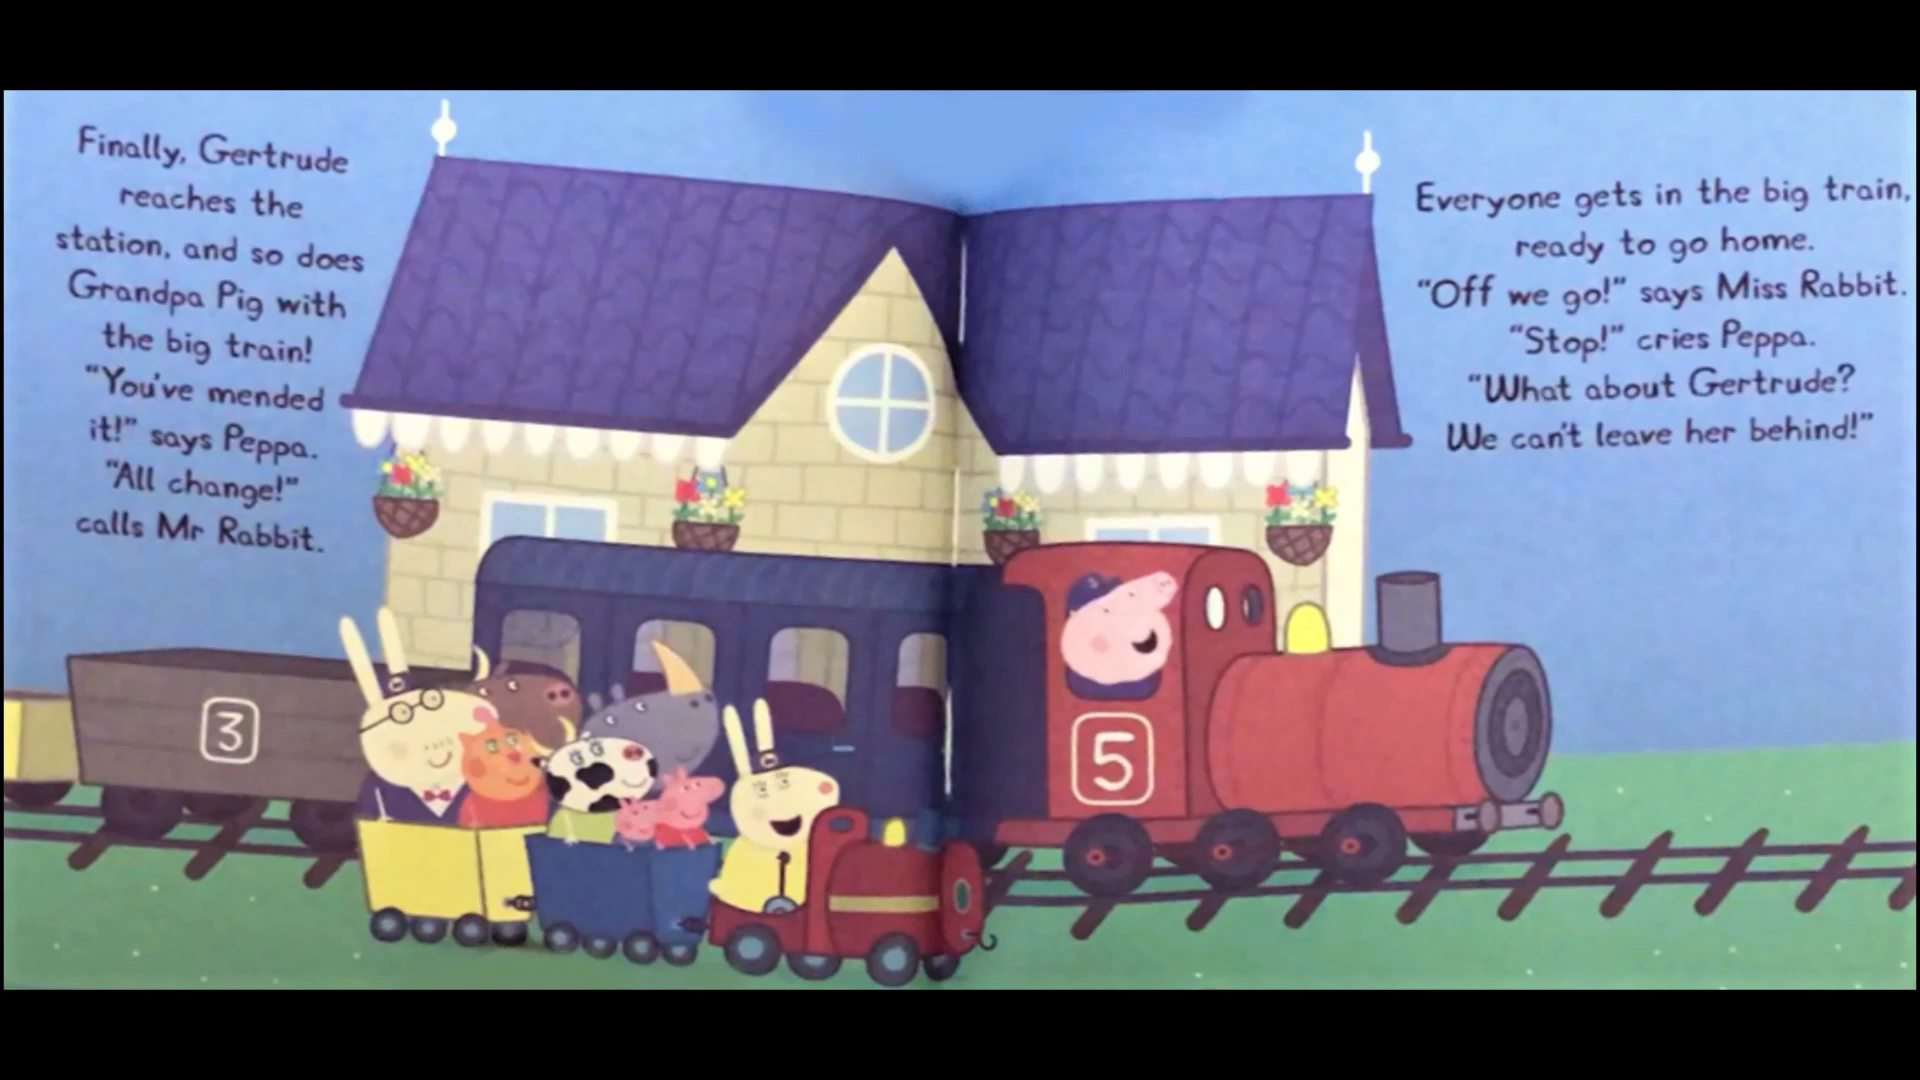 Finally, Gertrude
reaches the
station, and so does
Grandpa Pig with
the big train!
“You’ve mended
it!” says Peppa.
“All change!”
calls Mr Rabbit.
Everyone gets in the big train,
ready to go home.
“Off we go!” says Miss Rabbit.
“Stop!” cries Peppa.
“What about Gertrude?
We can’t leave her behind!”
3
5